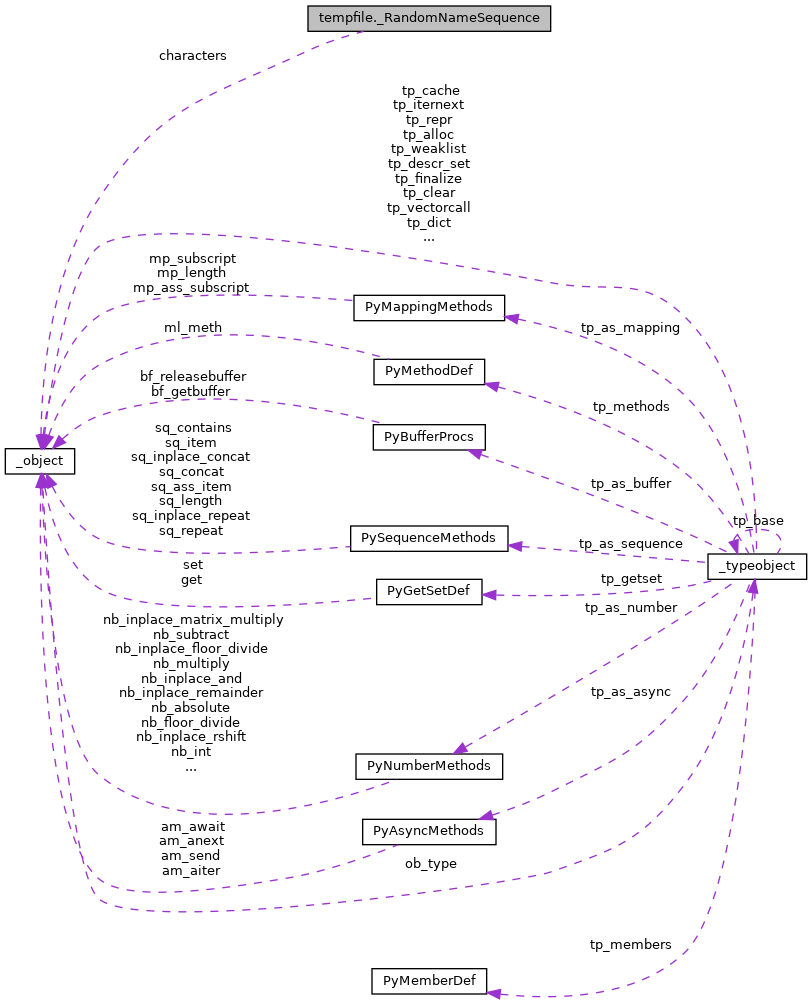 tempfile._RandomNameSequence
characters
tp_cache
tp_iternext
tp_repr
tp_alloc
tp_weaklist
tp_descr_set
tp_finalize
tp_clear
tp_vectorcall
tp_dict
...
mp_subscript
mp_length
mp_ass_subscript
PyMappingMethods
tp_as_mapping
ml_meth
PyMethodDef
tp_methods
bf_releasebuffer
bf_getbuffer
PyBufferProcs
_object
sq_contains
sq_item
sq_inplace_concat
sq_concat
sq_ass_item
sq_length
sq_inplace_repeat
sq_repeat
tp_as_buffer
tp_base
PySequenceMethods
tp_as_sequence
_typeobject
set
get
PyGetSetDef
tp_getset
tp_as_number
nb_inplace_matrix_multiply
nb_subtract
nb_inplace_floor_divide
nb_multiply
nb_inplace_and
nb_inplace_remainder
nb_absolute
nb_floor_divide
nb_inplace_rshift
nb_int
...
tp_as_async
PyNumberMethods
am_await
am_anext
am_send
am_aiter
PyAsyncMethods
ob_type
tp_members
PyMemberDef